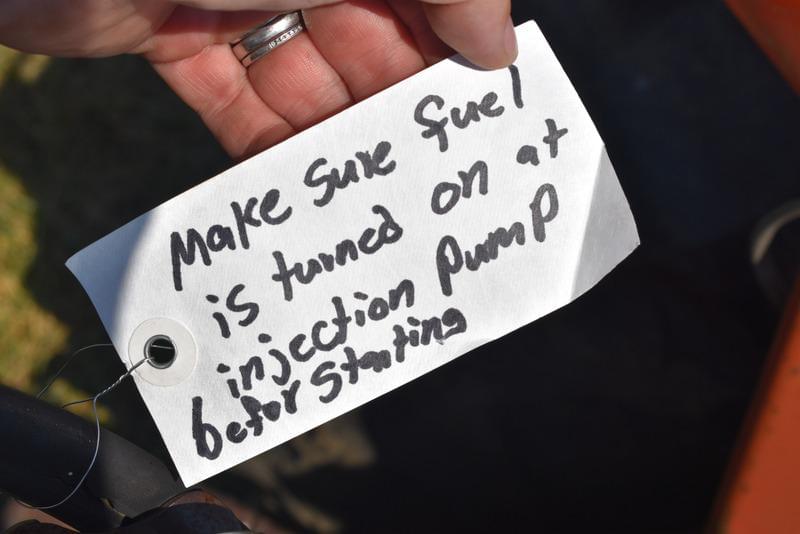 Make Sure fuel
is turned on at
injection PumP
befor Starting